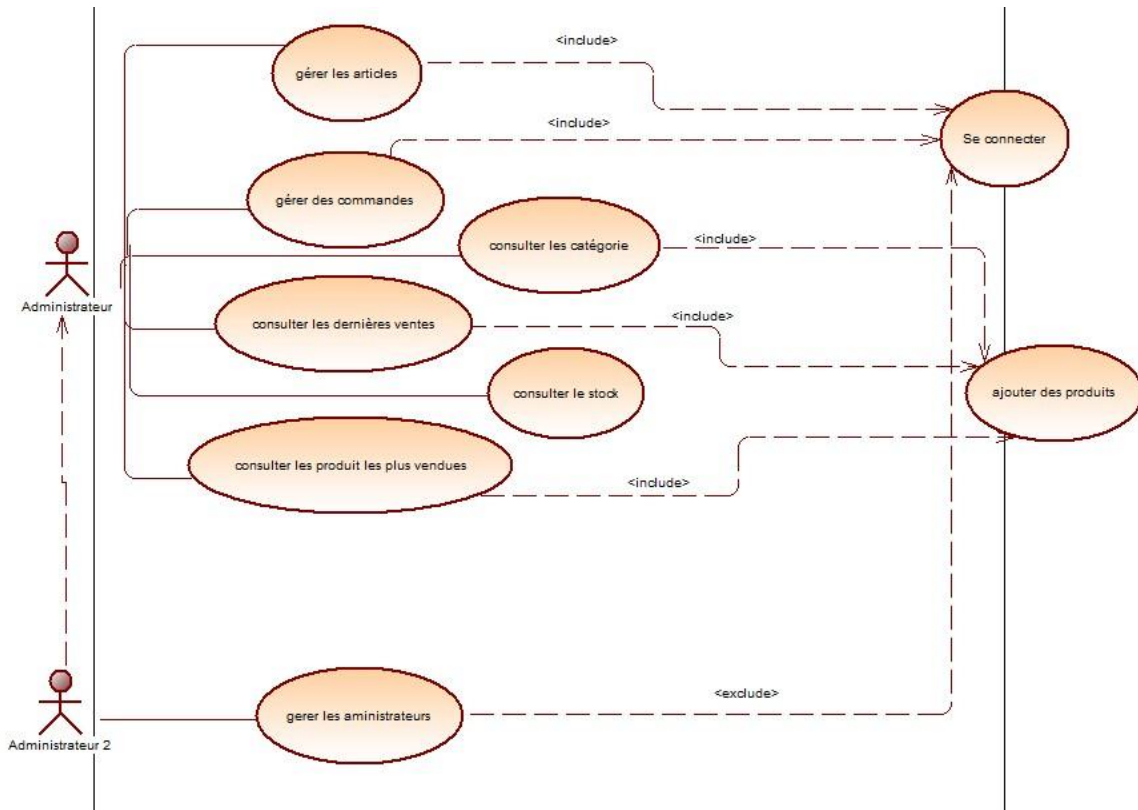 <include>
gérer les articles
<include>
Se connecter
gérer des commandes
<include>
consulter les catégorie
Administrateur
<include>
consulter les dernières ventes
consulter le stock
ajouter des produits
consulter les produit les plus vendues
<include>
<exclude>
gerer les aministrateurs
Administrateur 2